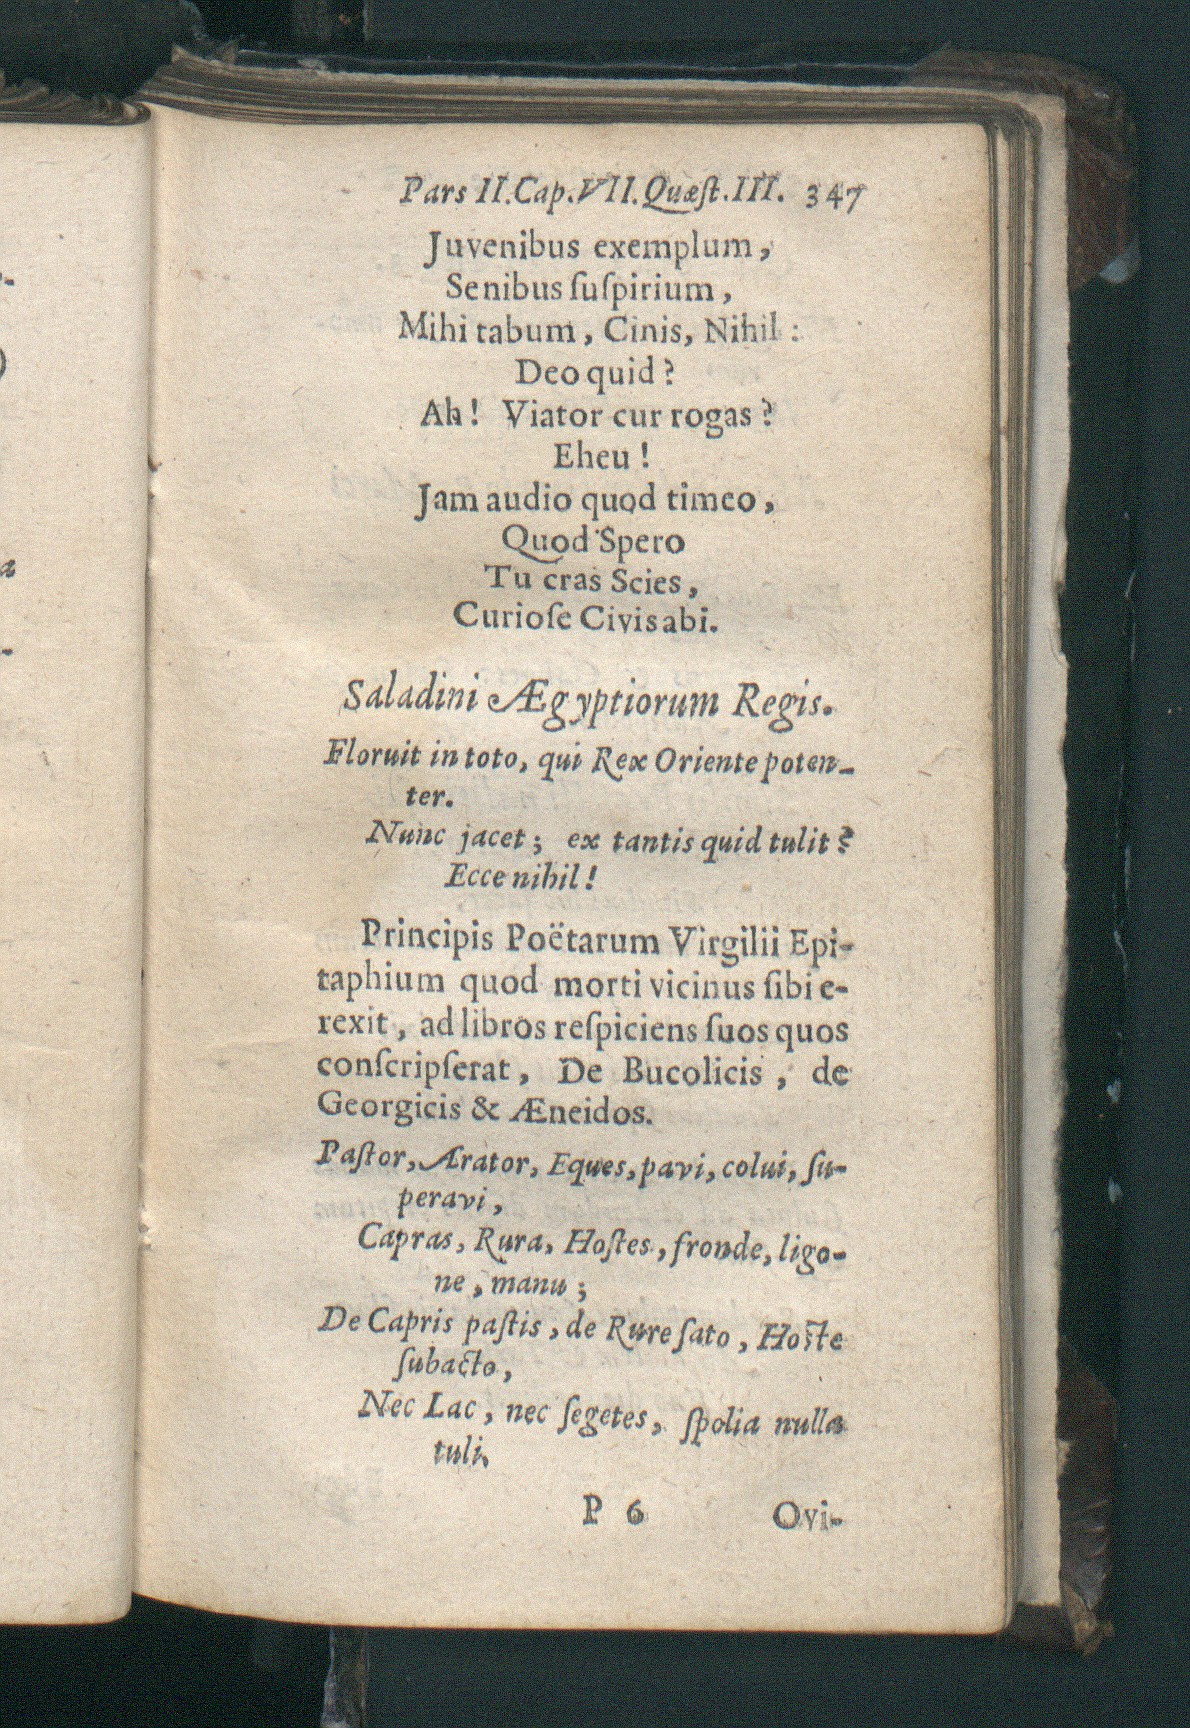 Pars II. Cap. VII. Quæſt. III. 347
Juvenibus exemplum,
Senibus ſuſpirium,
Mihi tabum, Cinis, Nihil:
Deo quid?
Ah! Viator cur rogas?
Eheu!
Jam audio quod timeo,
Quod Spero
Tu cras Scies,
Curioſe Civis abi.
Saladini Ægyptiorum Regis.
Floruit in toto, qui Rex Oriente poten-
ter.
Nunc jacet; ex tantis quid tulit?
Ecce nihil!
Principis Poëtarum Virgilii Epi-
taphium quod morti vicinus ſibi e-
rexit, ad libros reſpiciens ſuos quos
conſcripſerat, De Bucolicis, de
Georgicis & Æneidos.
Paſtor, Arator, Eques, pavi, colui, ſu-
peravi,
Capras, Rura, Hoſtes, fronde, ligo-
ne, manu;
De Capris paſtis, de Rure ſato, Hoſte
ſubacto,
Nec Lac, nec ſegetes, ſpolia nulla
tuli.
P 6 Ovi-